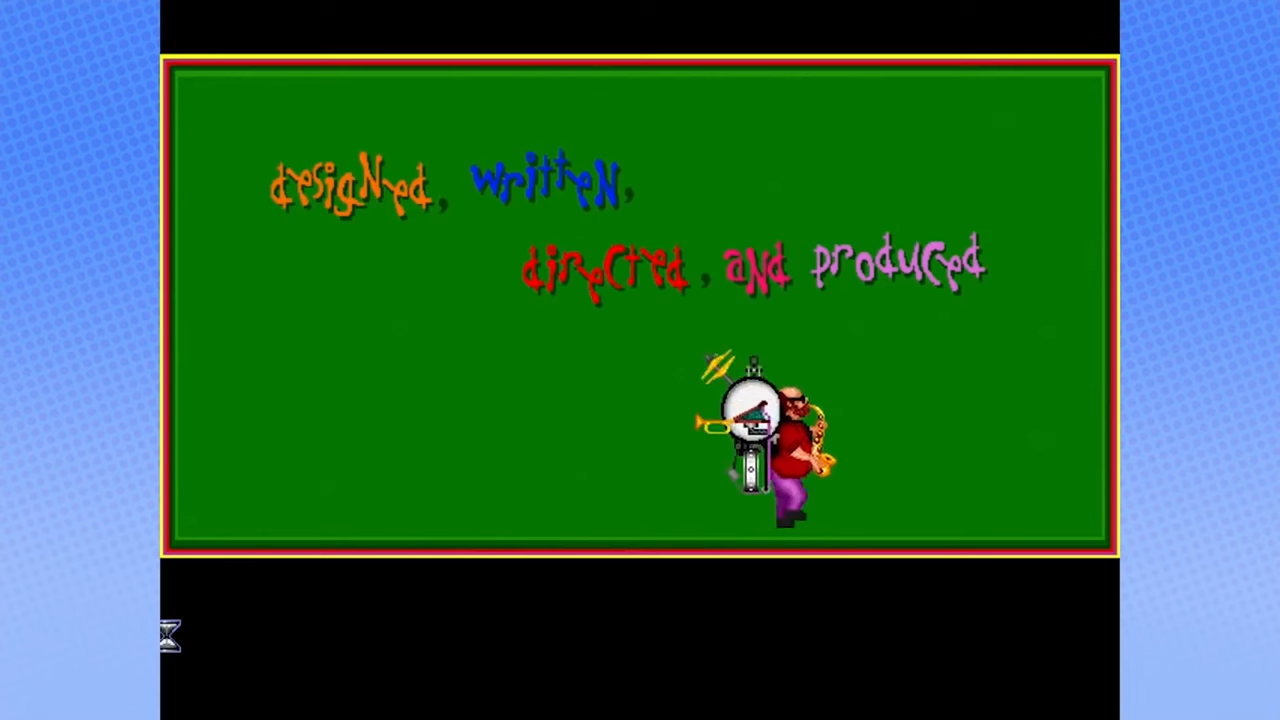 designed, written,
directed, and produced